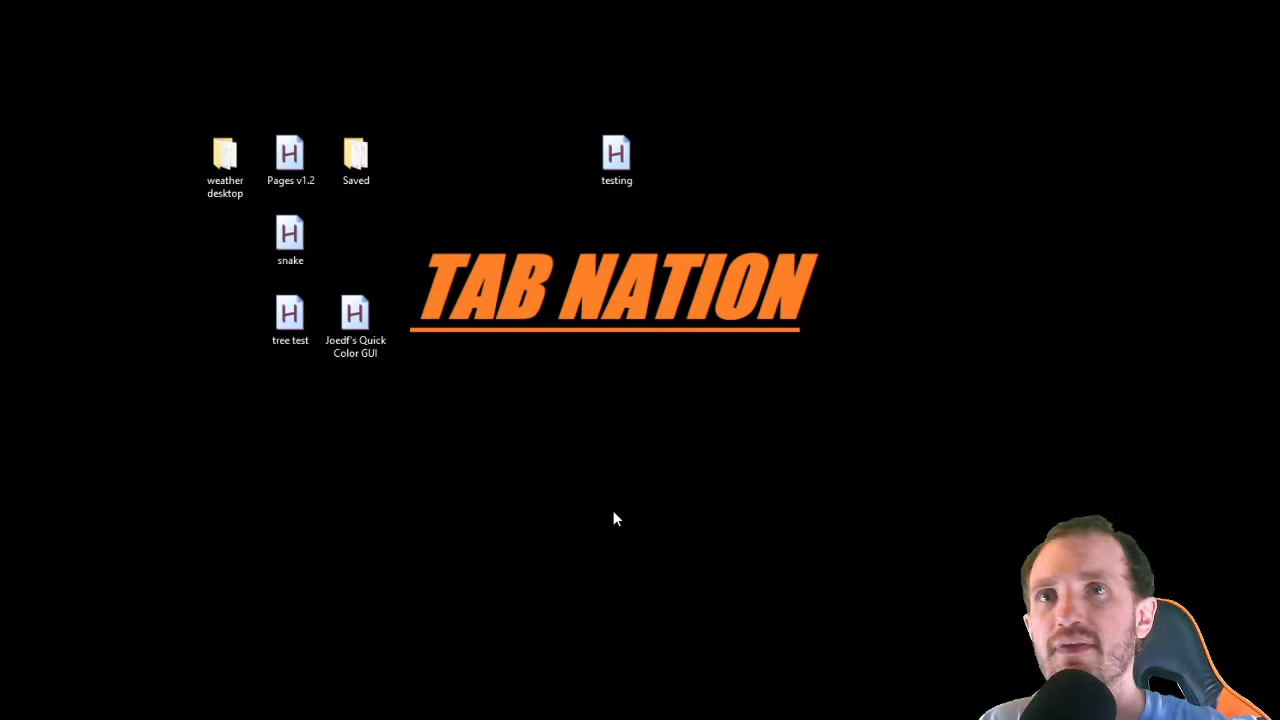 weather
desktop
Pages v1.2
Saved
testing
snake
TAB NATION
tree test
Joedf's Quick
Color GUI